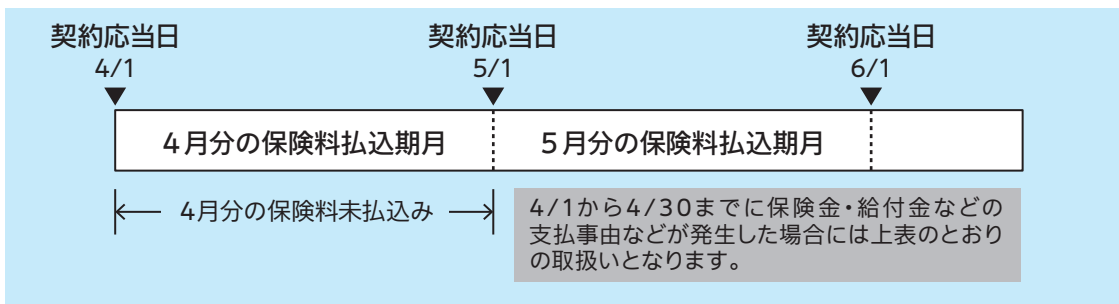 契約応当日 契約応当日 契約応当日
4/1 5/1 6/1
4月分の保険料払込期月 5月分の保険料払込期月
4月分の保険料未払込み
4/1から4/30までに保険金・給付金などの
支払事由などが発生した場合には上表のとおり
の取扱いとなります。